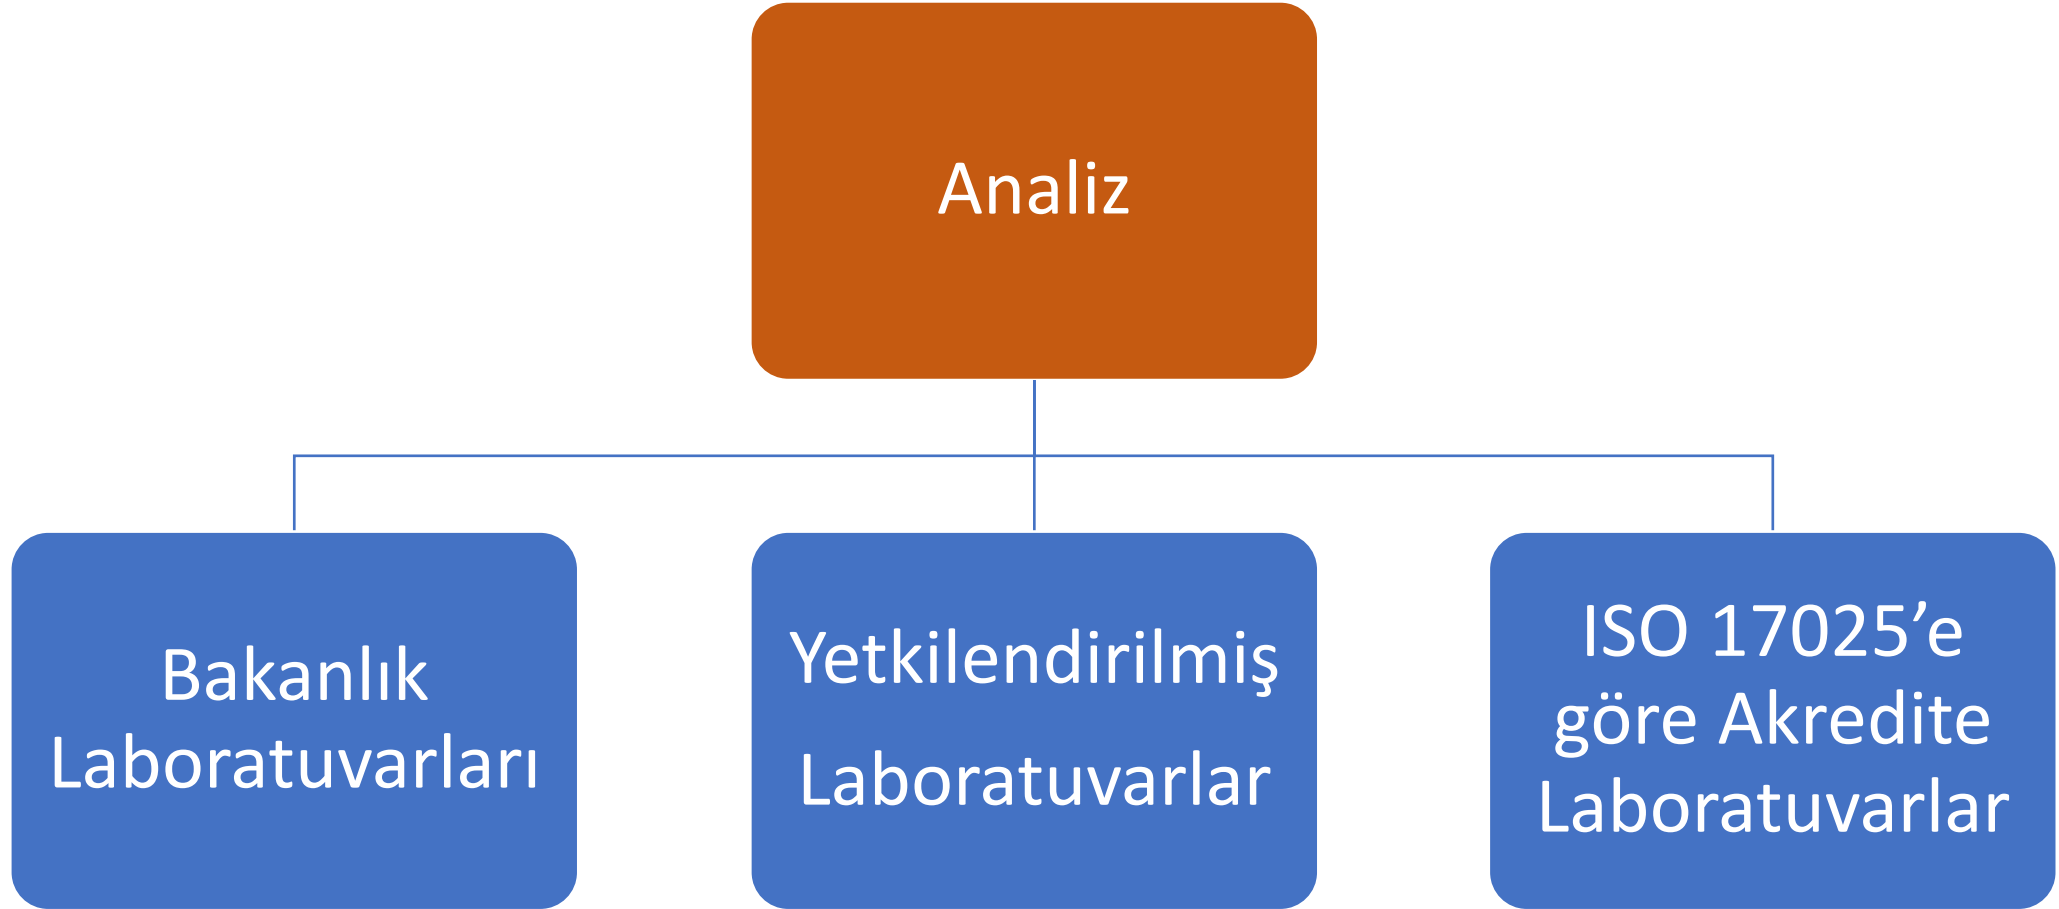 Analiz
Bakanlık
Laboratuvarları
Yetkilendirilmiş
Laboratuvarlar
ISO 17025’e
göre Akredite
Laboratuvarlar